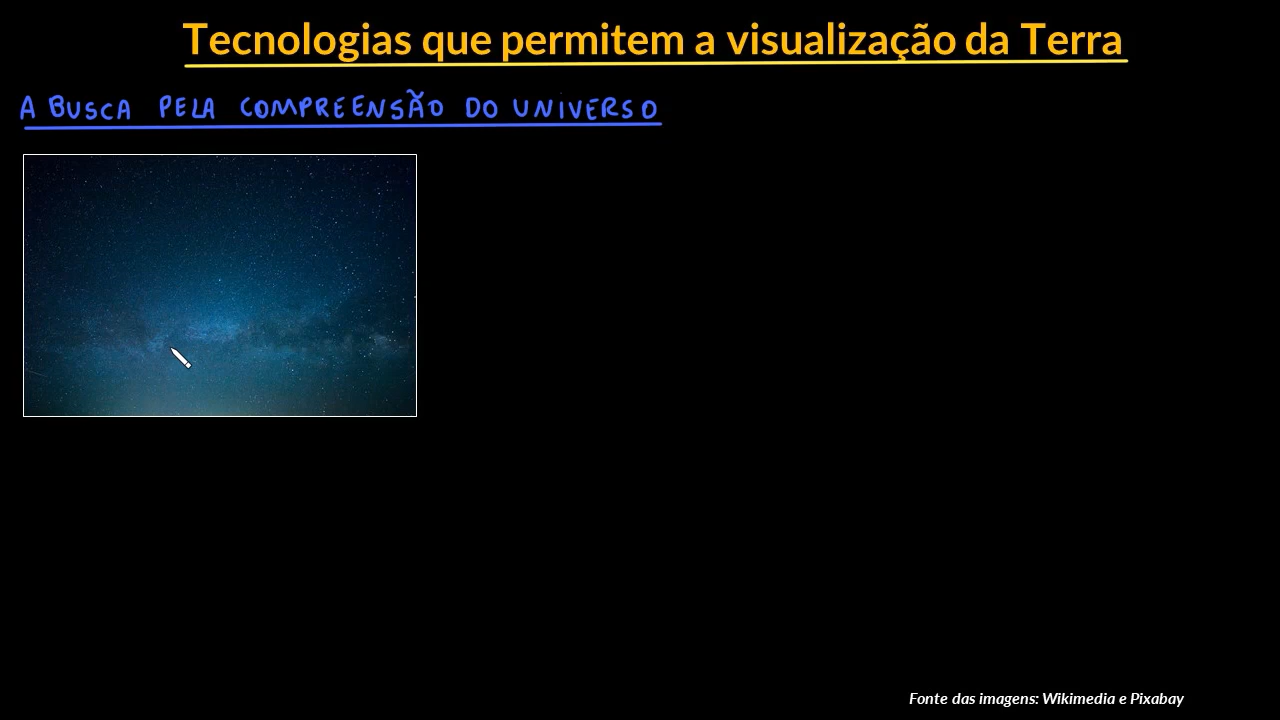 Tecnologias que permitem a visualização da Terra
A BUSCA PELA COMPREENSÃO DO UNIVERSO
Fonte das imagens: Wikimedia e Pixabay